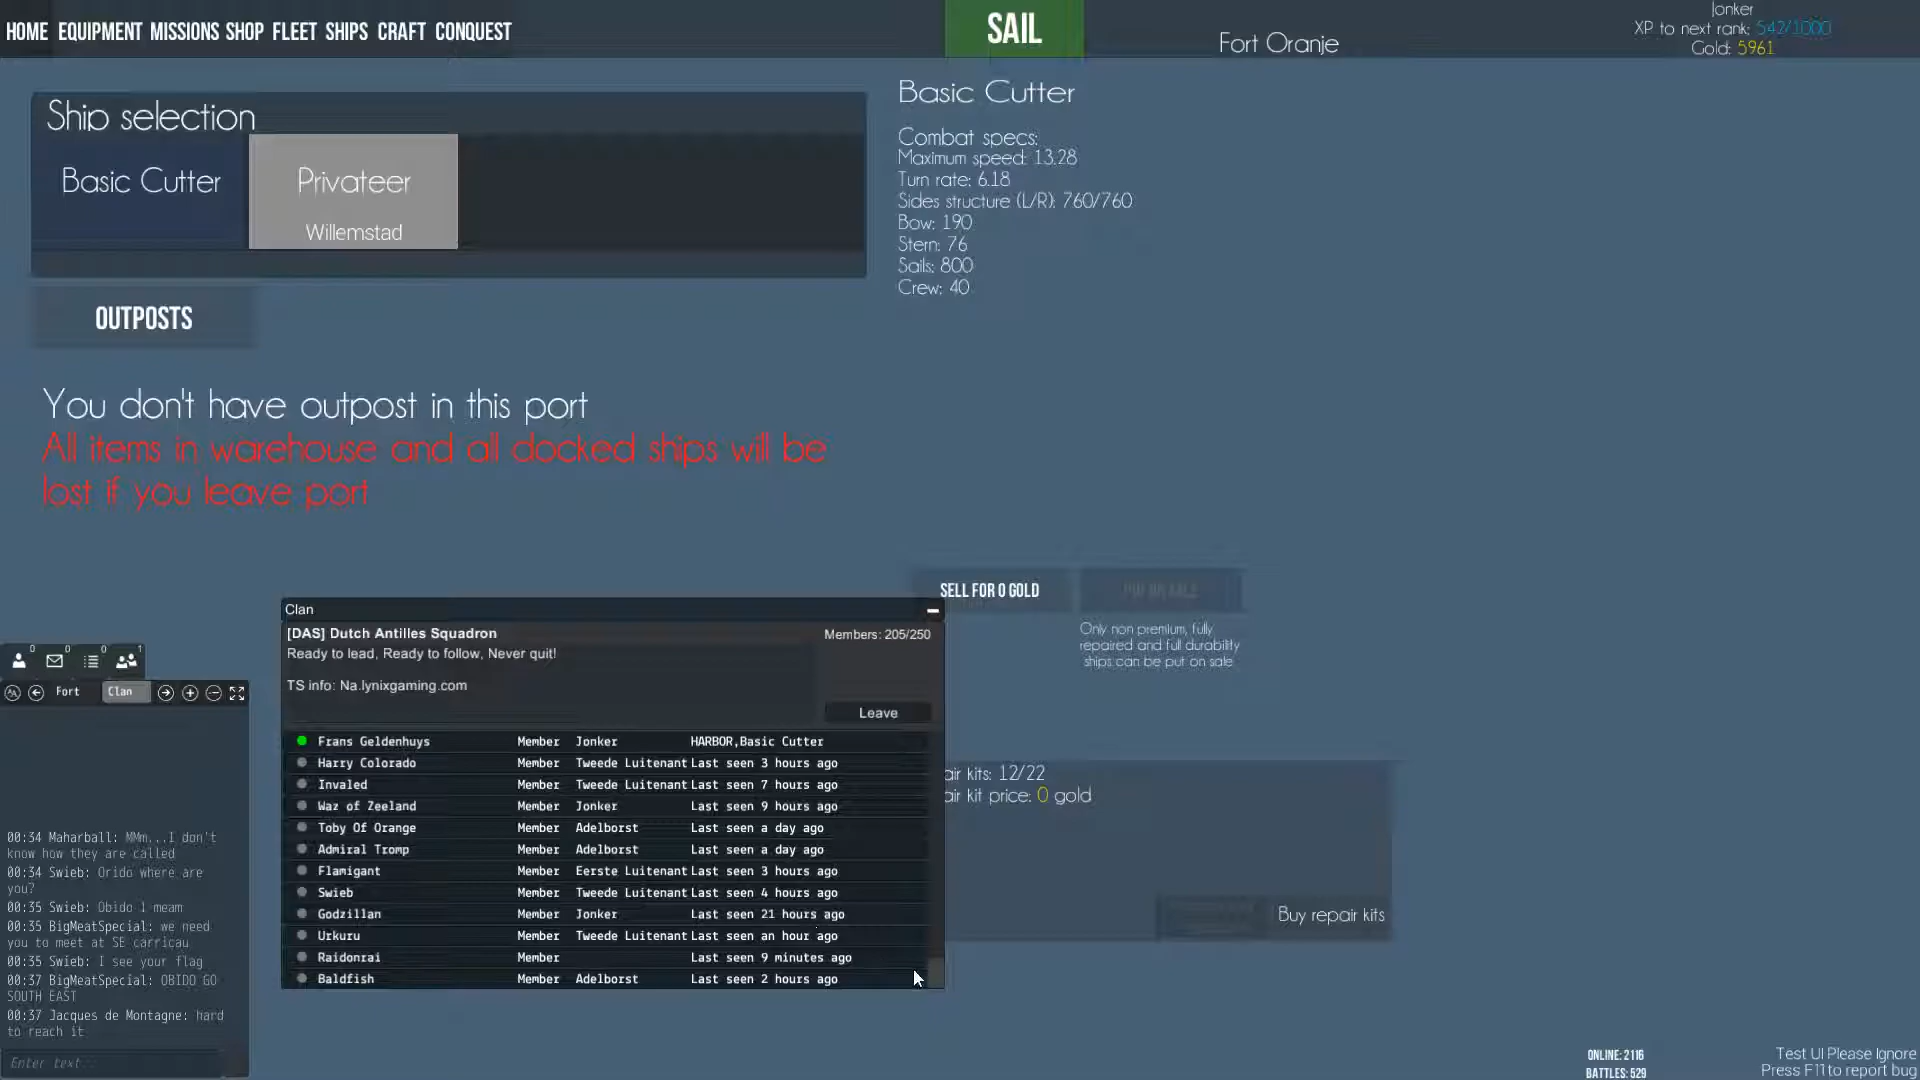 HOME EQUIPMENT MISSIONS SHOP FLEET SHIPS CRAFT CONQUEST
SAIL
Fort Oranje
Jonker
XP to next rank: 542/1000
Gold: 5961
Ship selection
Basic Cutter
Privateer
Willemstad
OUTPOSTS
You don't have outpost in this port
All items in warehouse and all docked ships will be
lost if you leave port
Basic Cutter
Combat specs:
Maximum speed: 13.28
Turn rate: 6.18
Sides structure (L/R): 760/760
Bow: 190
Stern: 76
Sails: 800
Crew: 40
SELL FOR 0 GOLD
PUT ON SALE
Only non premium, fully
repaired and full durability
ships can be put on sale
air kits: 12/22
air kit price: 0 gold
Buy repair kits
Clan
[DAS] Dutch Antilles Squadron
Members: 205/250
Ready to lead, Ready to follow, Never quit!
TS info: Na.lynixgaming.com
Leave
Frans Geldenhuys Member Jonker HARBOR,Basic Cutter
Harry Colorado Member Tweede Luitenant Last seen 3 hours ago
Invaled Member Tweede Luitenant Last seen 7 hours ago
War of Zeeland Member Jonker Last seen 9 hours ago
Toby Of Orange Member Adelborst Last seen a day ago
Admiral Tromp Member Adelborst Last seen a day ago
Flamigant Member Eerste Luitenant Last seen 3 hours ago
Swieb Member Tweede Luitenant Last seen 4 hours ago
Godzillan Member Jonker Last seen 21 hours ago
Urkuru Member Tweede Luitenant Last seen an hour ago
Raidonrai Member Last seen 9 minutes ago
Baldfish Member Adelborst Last seen 2 hours ago
0 0 0 1
Fort Clan
00:34 Maharball: MMm...I don't
know how they are called
00:34 Swieb: Orido where are
you?
00:35 Swieb: Obido I meam
00:35 BigMeatSpecial: we need
you to meet at SE carricau
00:35 Swieb: I see your flag
00:37 BigMeatSpecial: OBIDO GO
SOUTH EAST
00:37 Jacques de Montagne: hard
to reach it
Enter text...
ONLINE: 2116
BATTLES: 529
Test UI Please Ignore
Press F11 to report bug